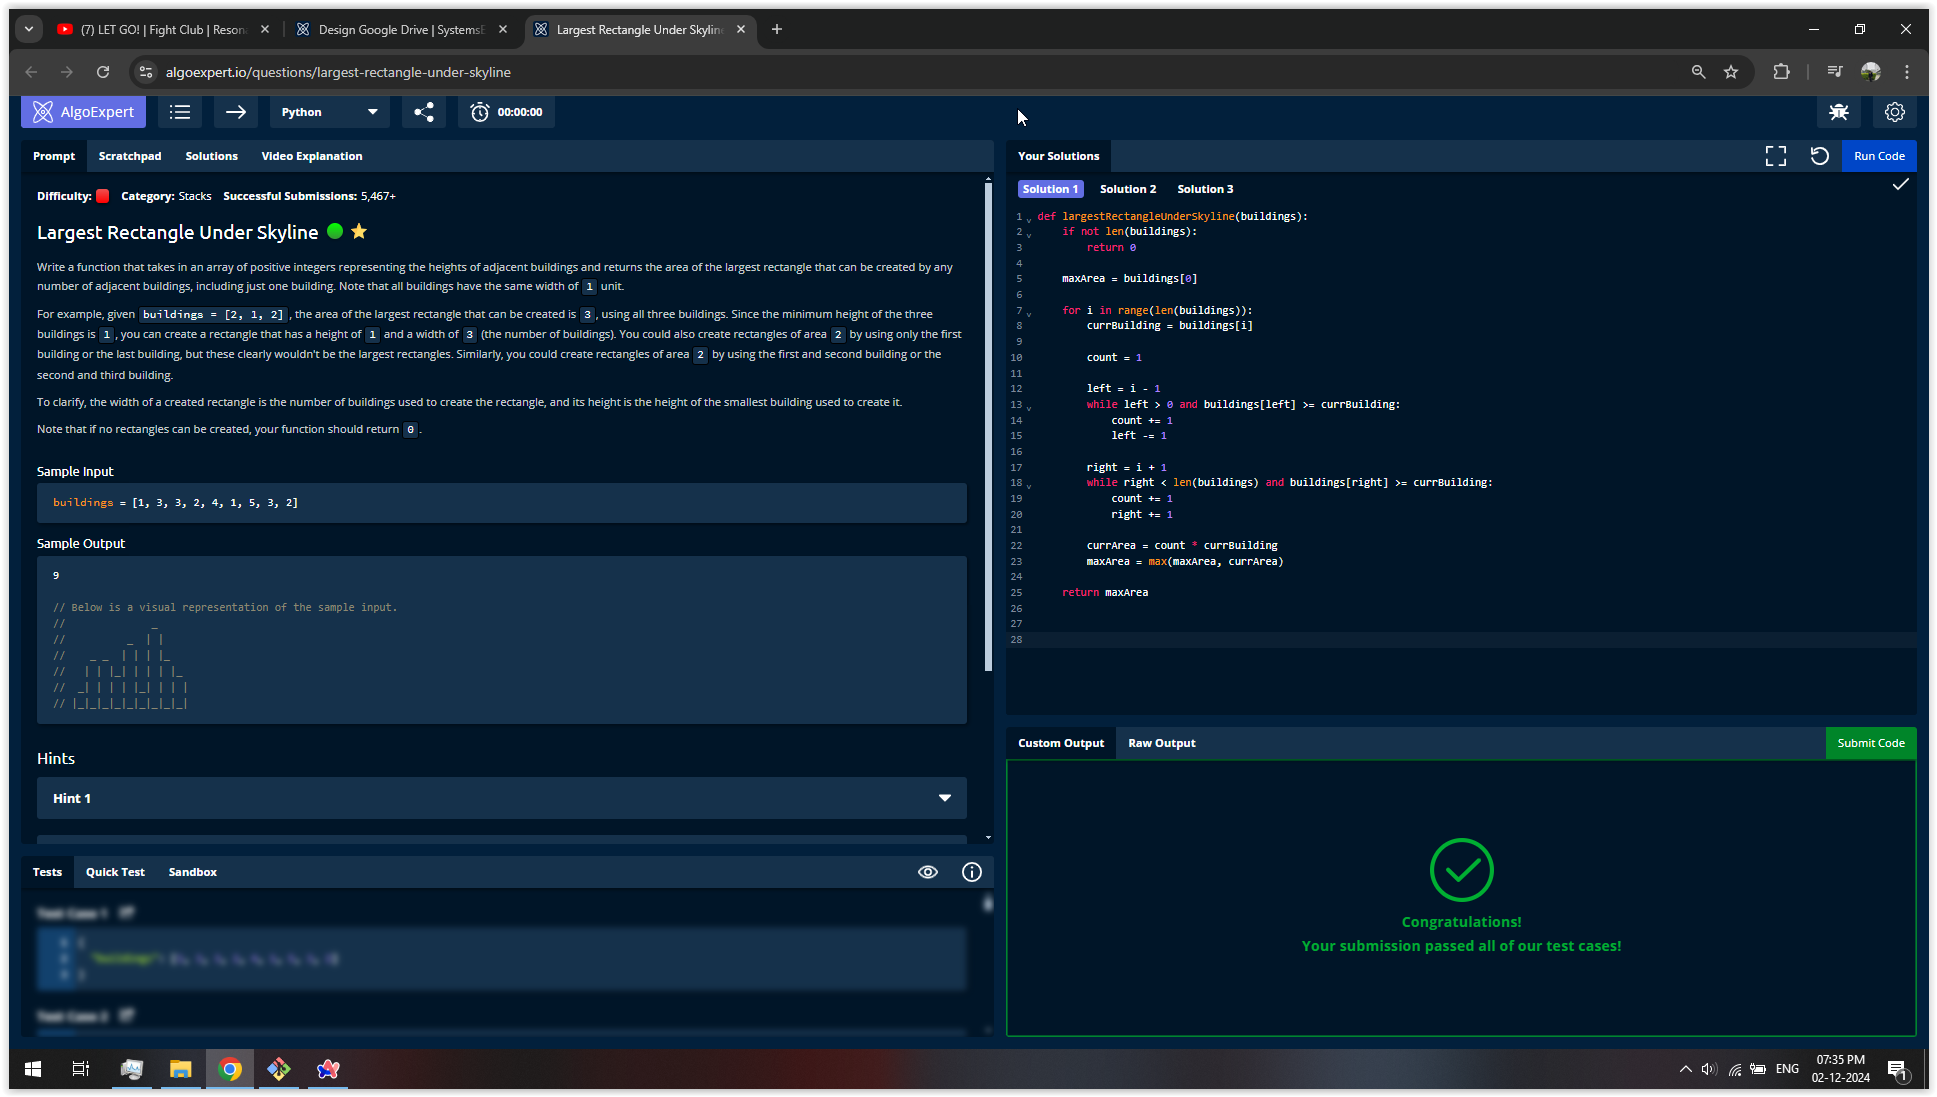 (7) LET GO! | Fight Club | Reson
Design Google Drive | SystemsE
Largest Rectangle Under Skyline
algoexpert.io/questions/largest-rectangle-under-skyline
AlgoExpert
Python
00:00:00
Prompt Scratchpad Solutions Video Explanation
Difficulty: Category: Stacks Successful Submissions: 5,467+
Largest Rectangle Under Skyline
Write a function that takes in an array of positive integers representing the heights of adjacent buildings and returns the area of the largest rectangle that can be created by any
number of adjacent buildings, including just one building. Note that all buildings have the same width of 1 unit.
For example, given buildings = [2, 1, 2] , the area of the largest rectangle that can be created is 3 , using all three buildings. Since the minimum height of the three
buildings is 1 , you can create a rectangle that has a height of 1 and a width of 3 (the number of buildings). You could also create rectangles of area 2 by using only the first
building or the last building, but these clearly wouldn't be the largest rectangles. Similarly, you could create rectangles of area 2 by using the first and second building or the
second and third building.
To clarify, the width of a created rectangle is the number of buildings used to create the rectangle, and its height is the height of the smallest building used to create it.
Note that if no rectangles can be created, your function should return 0 .
Sample Input
buildings = [1, 3, 3, 2, 4, 1, 5, 3, 2]
Sample Output
9
// Below is a visual representation of the sample input.
//              _
//          _  | |
//    _ _  | | | |_
//   | | |_| | | | |_
//  _| | | | |_| | | |
// |_|_|_|_|_|_|_|_|_|
Hints
Hint 1
Tests Quick Test Sandbox
Your Solutions
Run Code
Solution 1 Solution 2 Solution 3
1 def largestRectangleUnderSkyline(buildings):
2     if not len(buildings):
3         return 0
4
5     maxArea = buildings[0]
6
7     for i in range(len(buildings)):
8         currBuilding = buildings[i]
9
10         count = 1
11
12         left = i - 1
13         while left > 0 and buildings[left] >= currBuilding:
14             count += 1
15             left -= 1
16
17         right = i + 1
18         while right < len(buildings) and buildings[right] >= currBuilding:
19             count += 1
20             right += 1
21
22         currArea = count * currBuilding
23         maxArea = max(maxArea, currArea)
24
25     return maxArea
26
27
28
Custom Output Raw Output
Submit Code
Congratulations!
Your submission passed all of our test cases!
ENG
07:35 PM
02-12-2024
1